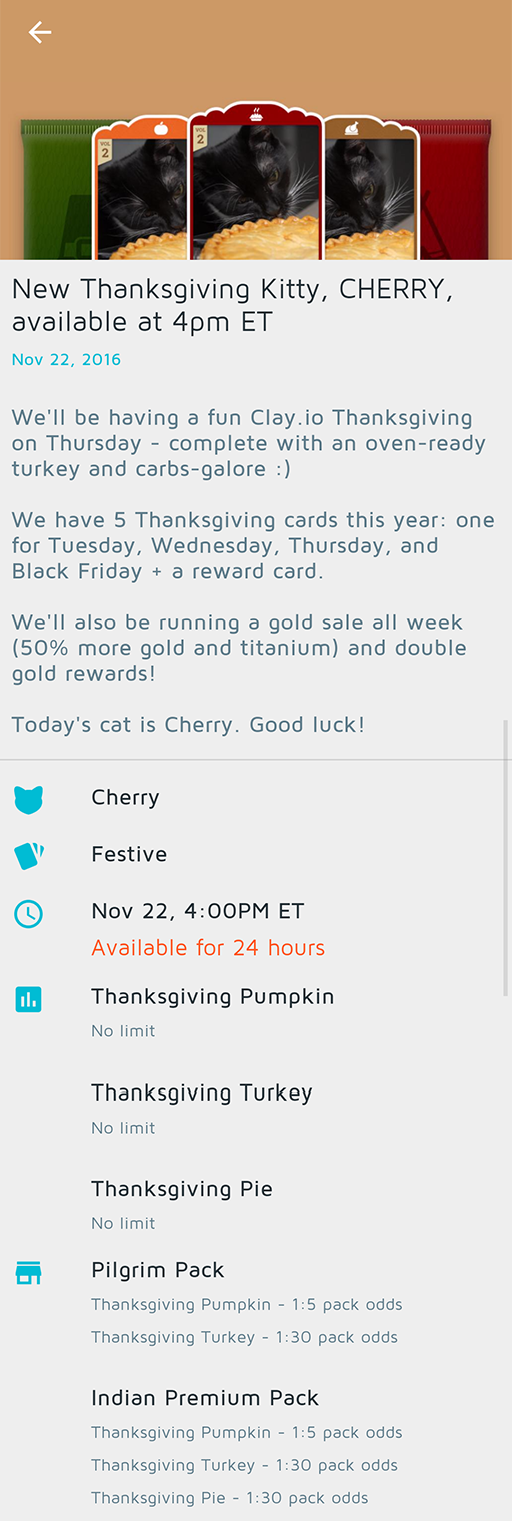 VOL
2
VOL
2
New Thanksgiving Kitty, CHERRY,
available at 4pm ET
Nov 22, 2016
We'll be having a fun Clay.io Thanksgiving
on Thursday - complete with an oven-ready
turkey and carbs-galore :)
We have 5 Thanksgiving cards this year: one
for Tuesday, Wednesday, Thursday, and
Black Friday + a reward card.
We'll also be running a gold sale all week
(50% more gold and titanium) and double
gold rewards!
Today's cat is Cherry. Good luck!
Cherry
Festive
Nov 22, 4:00PM ET
Available for 24 hours
Thanksgiving Pumpkin
No limit
Thanksgiving Turkey
No limit
Thanksgiving Pie
No limit
Pilgrim Pack
Thanksgiving Pumpkin - 1:5 pack odds
Thanksgiving Turkey - 1:30 pack odds
Indian Premium Pack
Thanksgiving Pumpkin - 1:5 pack odds
Thanksgiving Turkey - 1:30 pack odds
Thanksgiving Pie - 1:30 pack odds